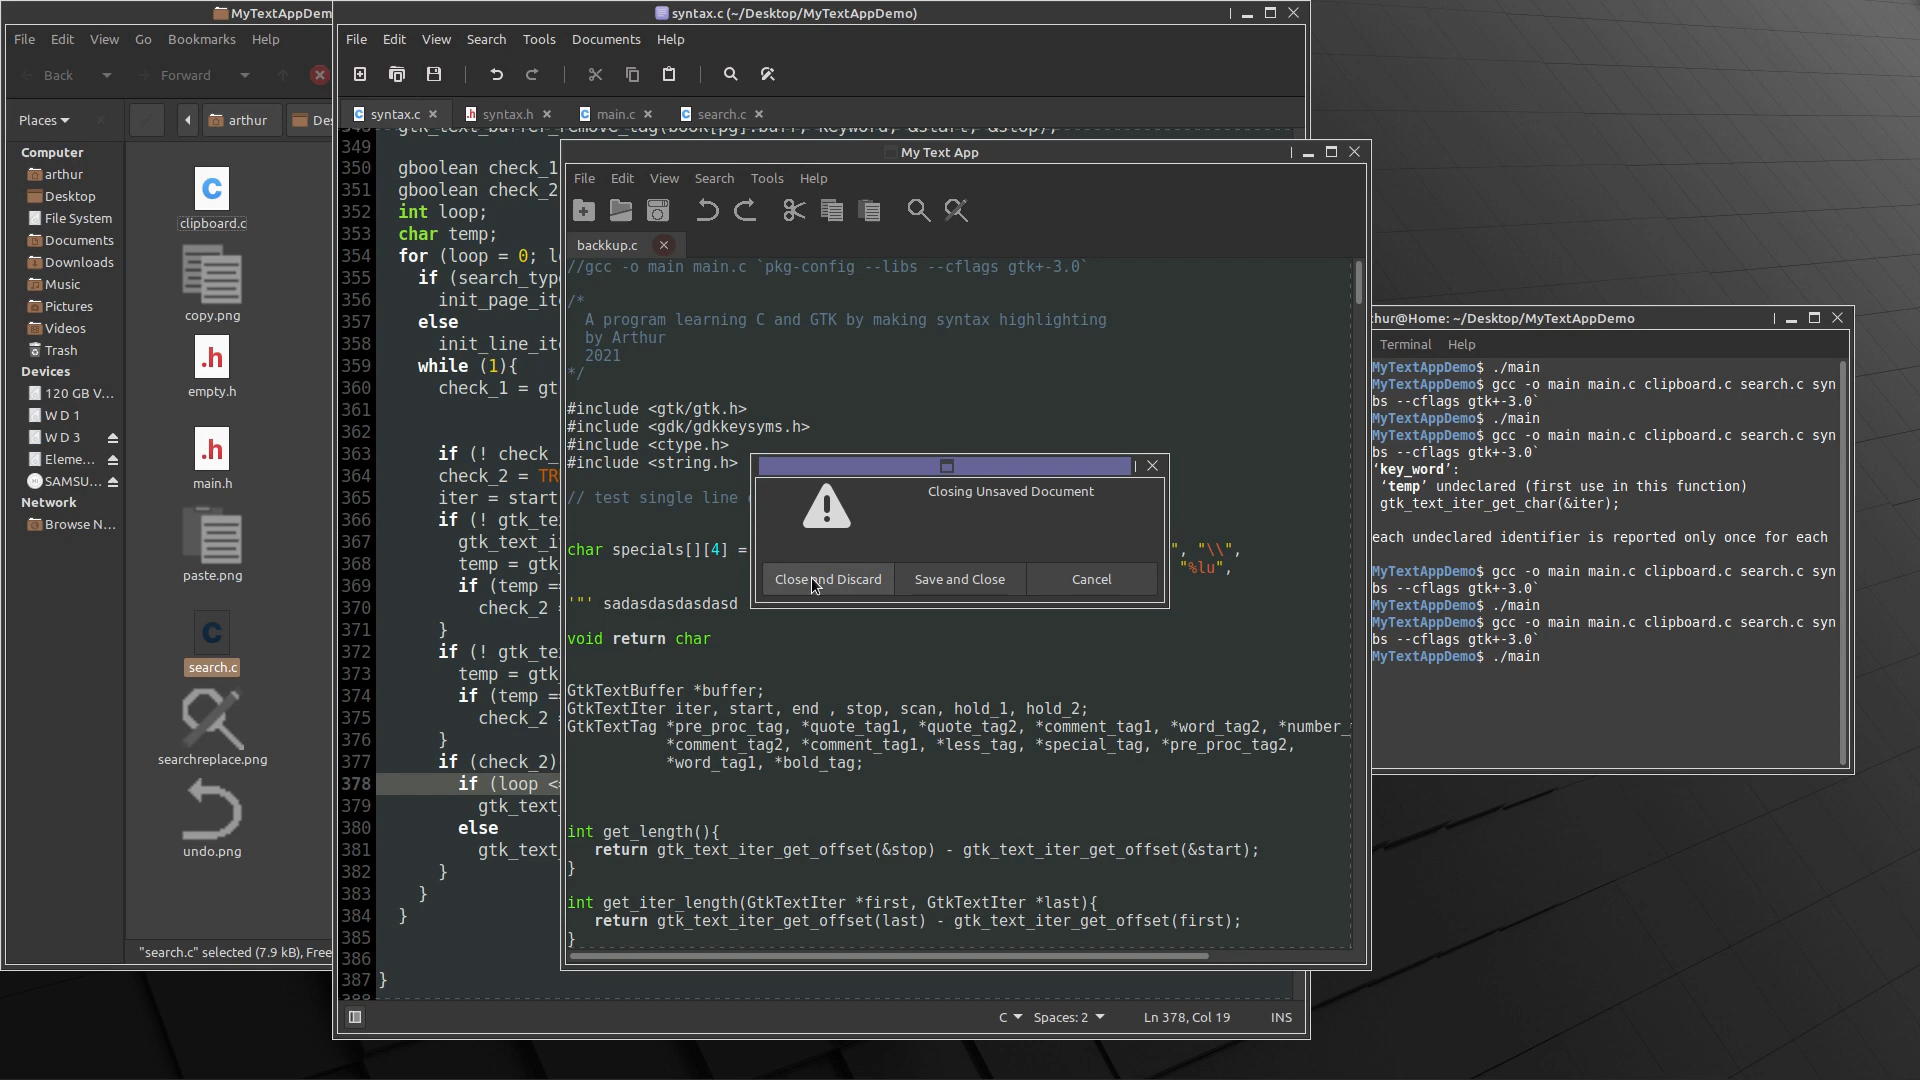 MyTextAppDem
File Edit View Go Bookmarks Help
Back Forward
Places arthur Des
Computer
arthur
Desktop
File System
Documents
Downloads
Music
Pictures
Videos
Trash
Devices
120 GB V...
W D 1
W D 3
Eleme...
SAMSU...
Network
Browse N...
clipboard.c
copy.png
empty.h
main.h
paste.png
search.c
searchreplace.png
undo.png
"search.c" selected (7.9 kB), Free
syntax.c (~/Desktop/MyTextAppDemo)
File Edit View Search Tools Documents Help
syntax.c syntax.h main.c search.c
348 gtk_text_buffer_remove_tag(book[pg].buff, keyword, &start, &stop);
349
350 gboolean check_1
351 gboolean check_2
352 int loop;
353 char temp;
354 for (loop = 0; l
355 if (search_type
356 init_page_ite
357 else
358 init_line_ite
359 while (1){
360 check_1 = gt
361
362
363 if (! check_
364 check_2 = TR
365 iter = start
366 if (! gtk_te
367 gtk_text_i
368 temp = gtk
369 if (temp =
370 check_2
371 }
372 if (! gtk_te
373 temp = gtk
374 if (temp =
375 check_2 =
376 }
377 if (check_2)
378 if (loop <
379 gtk_text
380 else
381 gtk_text
382 }
383 }
384 }
385
386
387 }
388
C Spaces: 2 Ln 378, Col 19 INS
My Text App
File Edit View Search Tools Help
backkup.c
//gcc -o main main.c `pkg-config --libs --cflags gtk+-3.0`
/*
A program learning C and GTK by making syntax highlighting
by Arthur
2021
*/
#include <gtk/gtk.h>
#include <gdk/gdkkeysyms.h>
#include <ctype.h>
#include <string.h>
// test single line
char specials[][4] = ", "\\",
"%lu",
'"' sadasdasdasdasd
void return char
GtkTextBuffer *buffer;
GtkTextIter iter, start, end , stop, scan, hold_1, hold_2;
GtkTextTag *pre_proc_tag, *quote_tag1, *quote_tag2, *comment_tag1, *word_tag2, *number_
*comment_tag2, *comment_tag1, *less_tag, *special_tag, *pre_proc_tag2,
*word_tag1, *bold_tag;
int get_length(){
return gtk_text_iter_get_offset(&stop) - gtk_text_iter_get_offset(&start);
}
int get_iter_length(GtkTextIter *first, GtkTextIter *last){
return gtk_text_iter_get_offset(last) - gtk_text_iter_get_offset(first);
}
Closing Unsaved Document
Close and Discard Save and Close Cancel
hur@Home: ~/Desktop/MyTextAppDemo
Terminal Help
MyTextAppDemo$ ./main
MyTextAppDemo$ gcc -o main main.c clipboard.c search.c syn
bs --cflags gtk+-3.0`
MyTextAppDemo$ ./main
MyTextAppDemo$ gcc -o main main.c clipboard.c search.c syn
bs --cflags gtk+-3.0`
‘key_word’:
‘temp’ undeclared (first use in this function)
gtk_text_iter_get_char(&iter);
each undeclared identifier is reported only once for each
MyTextAppDemo$ gcc -o main main.c clipboard.c search.c syn
bs --cflags gtk+-3.0`
MyTextAppDemo$ ./main
MyTextAppDemo$ gcc -o main main.c clipboard.c search.c syn
bs --cflags gtk+-3.0`
MyTextAppDemo$ ./main